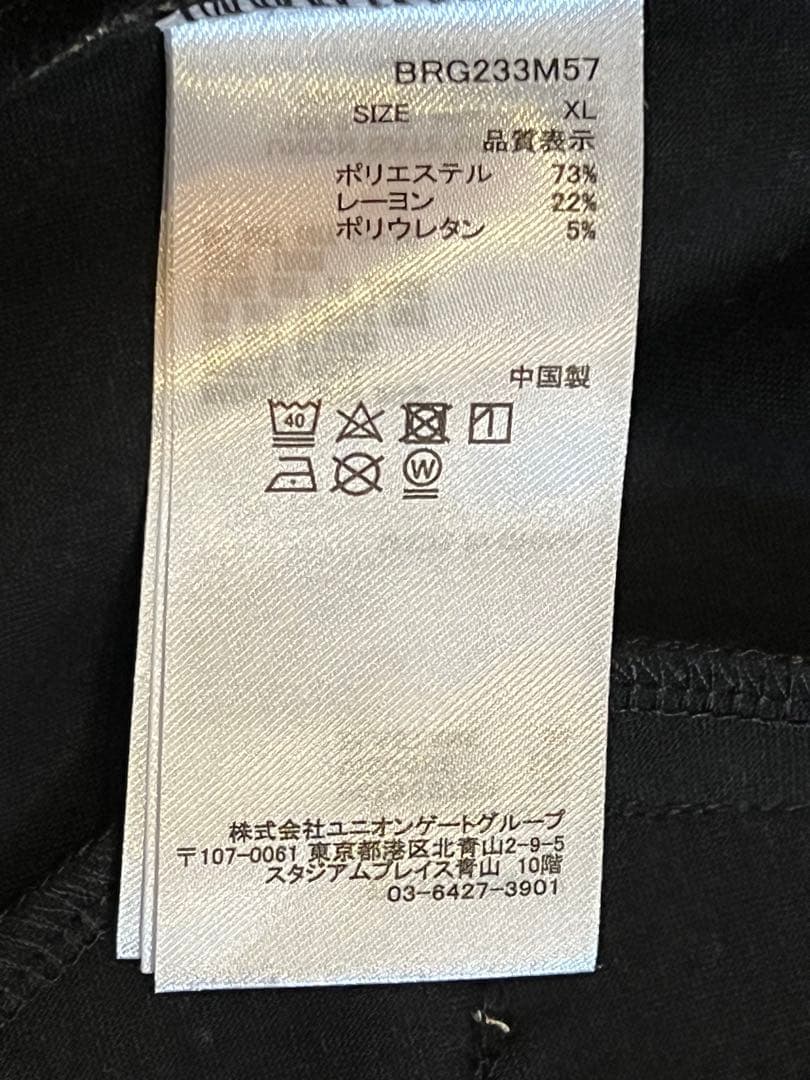 BRG233M57
SIZE XL
品質表示
ポリエステル 73%
レーヨン 22%
ポリウレタン 5%
中国製
40
W
株式会社ユニオンゲートグループ
〒107-0061 東京都港区北青山2-9-5
スタジアムプレイス青山 10階
03-6427-3901